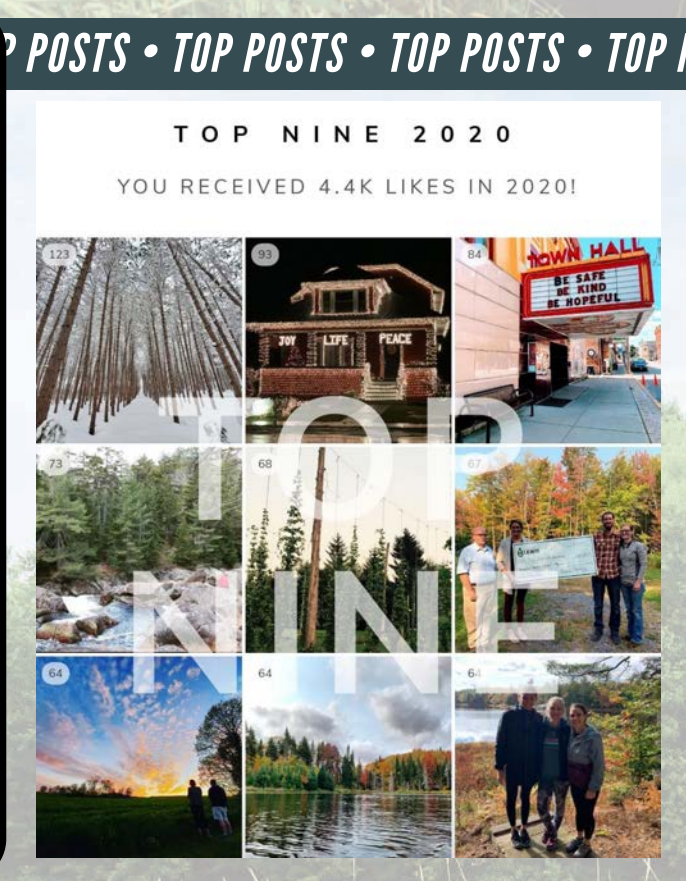 POSTS • TOP POSTS • TOP POSTS • TOP
TOP NINE 2020
YOU RECEIVED 4.4K LIKES IN 2020!
123
93
84
TOWN HALL
BE SAFE
BE KIND
BE HOPEFUL
JOY LIFE PEACE
TOP
73
68
67
NINE
64
64
64